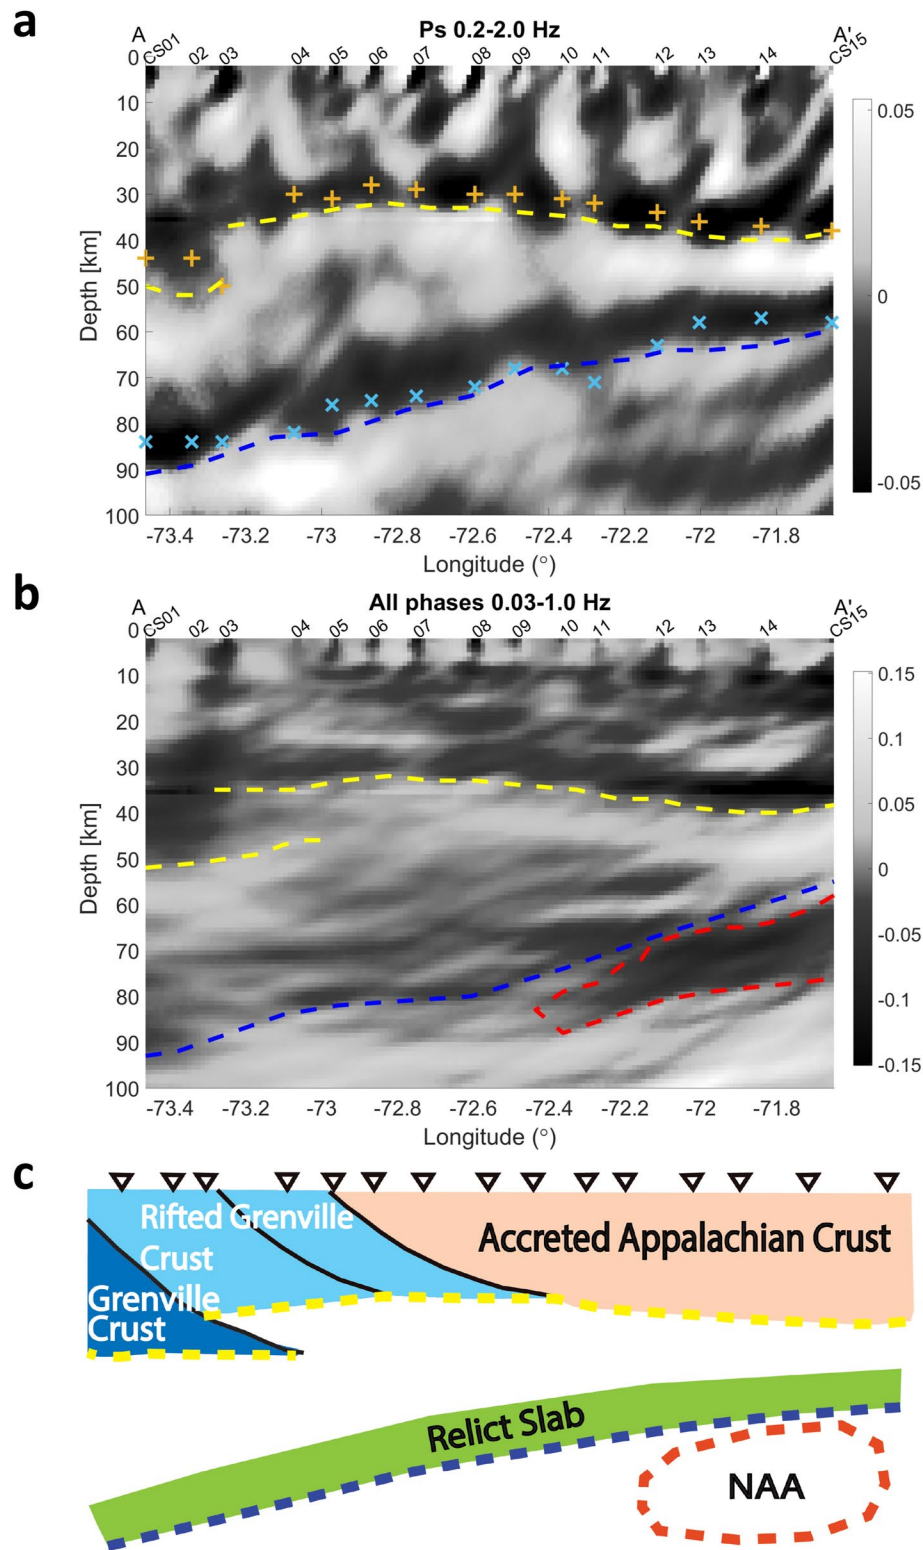 a
Ps 0.2-2.0 Hz
A
A'
CS01 02 03 04 05 06 07 08 09 10 11 12 13 14 CS15
0
10
20
30
40
50
60
70
80
90
100
Depth [km]
0.05
0
-0.05
-73.4 -73.2 -73 -72.8 -72.6 -72.4 -72.2 -72 -71.8
Longitude (°)
b
All phases 0.03-1.0 Hz
A
A'
CS01 02 03 04 05 06 07 08 09 10 11 12 13 14 CS15
0
10
20
30
40
50
60
70
80
90
100
Depth [km]
0.15
0.1
0.05
0
-0.05
-0.1
-0.15
-73.4 -73.2 -73 -72.8 -72.6 -72.4 -72.2 -72 -71.8
Longitude (°)
c
Rifted Grenville
Crust
Accreted Appalachian Crust
Grenville
Crust
Relict Slab
NAA